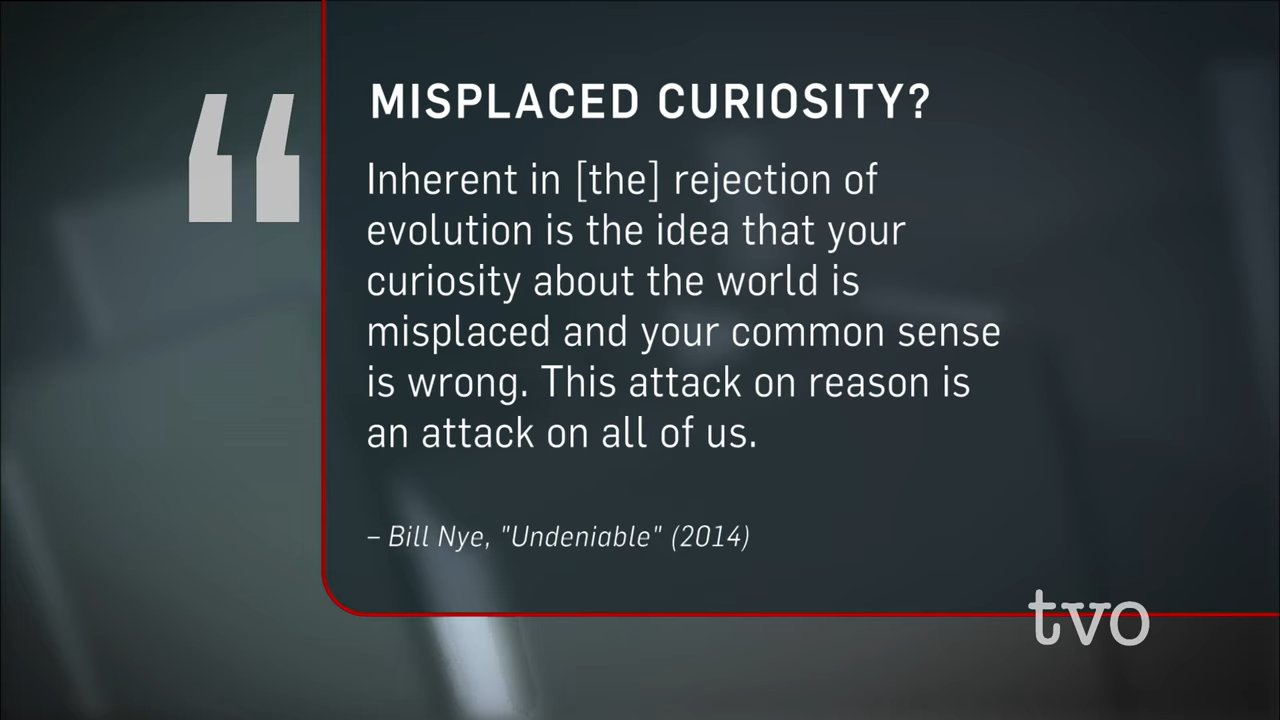 “
MISPLACED CURIOSITY?
Inherent in [the] rejection of
evolution is the idea that your
curiosity about the world is
misplaced and your common sense
is wrong. This attack on reason is
an attack on all of us.
– Bill Nye, "Undeniable" (2014)
tvo